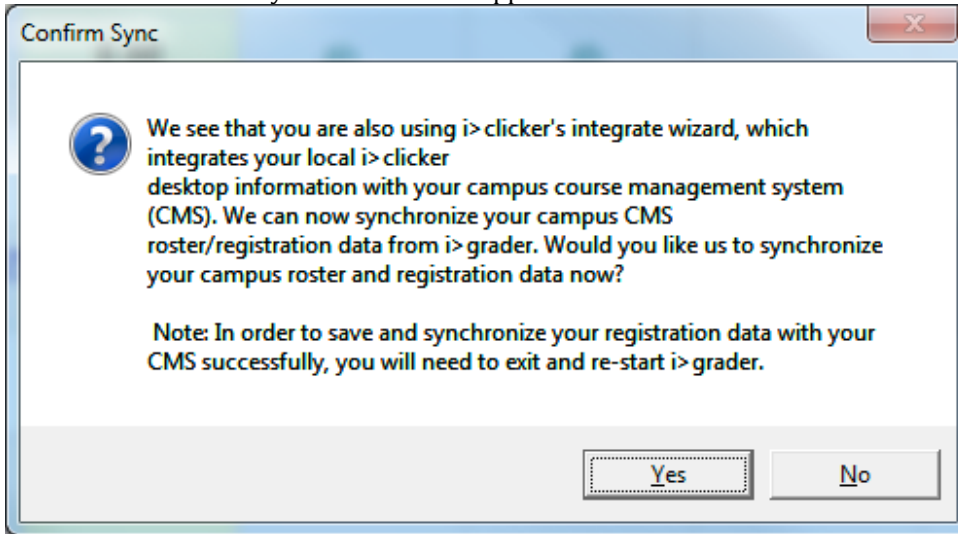 Confirm Sync
We see that you are also using i>clicker's integrate wizard, which
integrates your local i>clicker
desktop information with your campus course management system
(CMS). We can now synchronize your campus CMS
roster/registration data from i>grader. Would you like us to synchronize
your campus roster and registration data now?
Note: In order to save and synchronize your registration data with your
CMS successfully, you will need to exit and re-start i>grader.
Yes
No